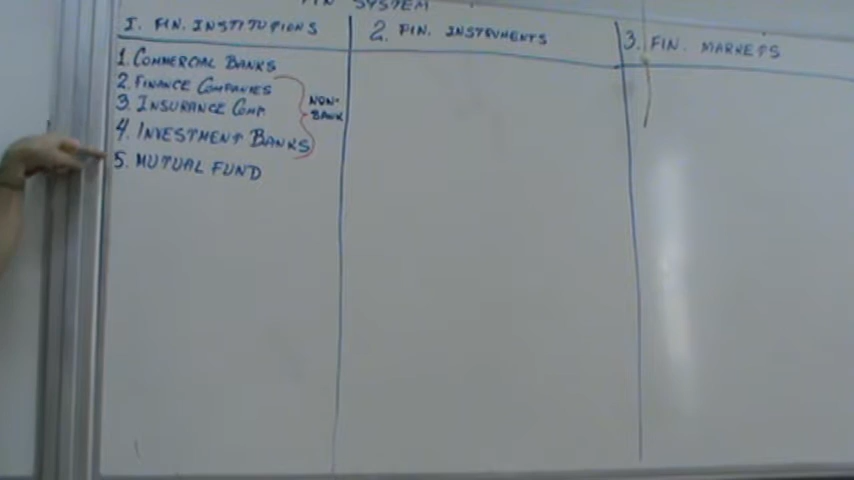 FIN SYSTEM
I. FIN. INSTITUTIONS
1. COMMERCIAL BANKS
2. FINANCE COMPANIES
3. INSURANCE COMP.
4. INVESTMENT BANKS
5. MUTUAL FUND
NON-
BANK
2. FIN. INSTRUMENTS
3. FIN. MARKETS